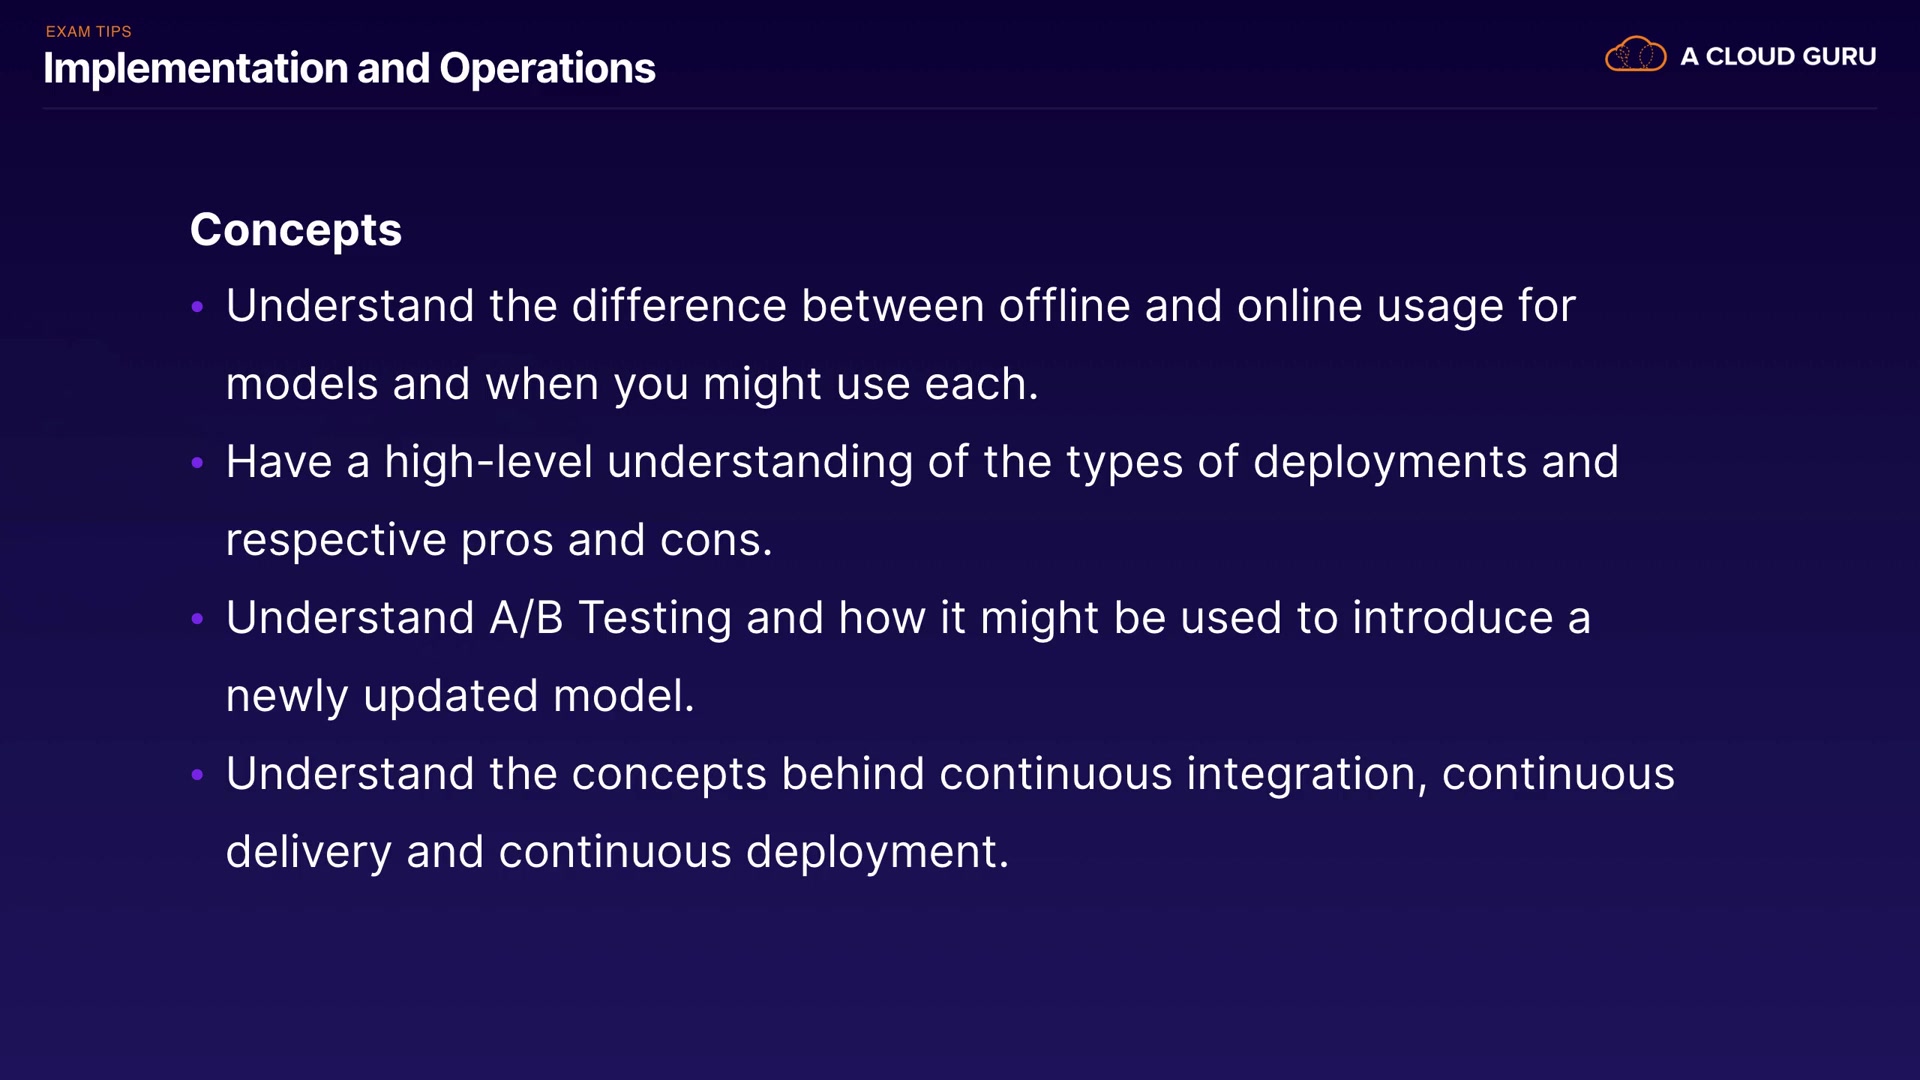 EXAM TIPS
Implementation and Operations
A CLOUD GURU
Concepts
• Understand the difference between offline and online usage for
models and when you might use each.
• Have a high-level understanding of the types of deployments and
respective pros and cons.
• Understand A/B Testing and how it might be used to introduce a
newly updated model.
• Understand the concepts behind continuous integration, continuous
delivery and continuous deployment.